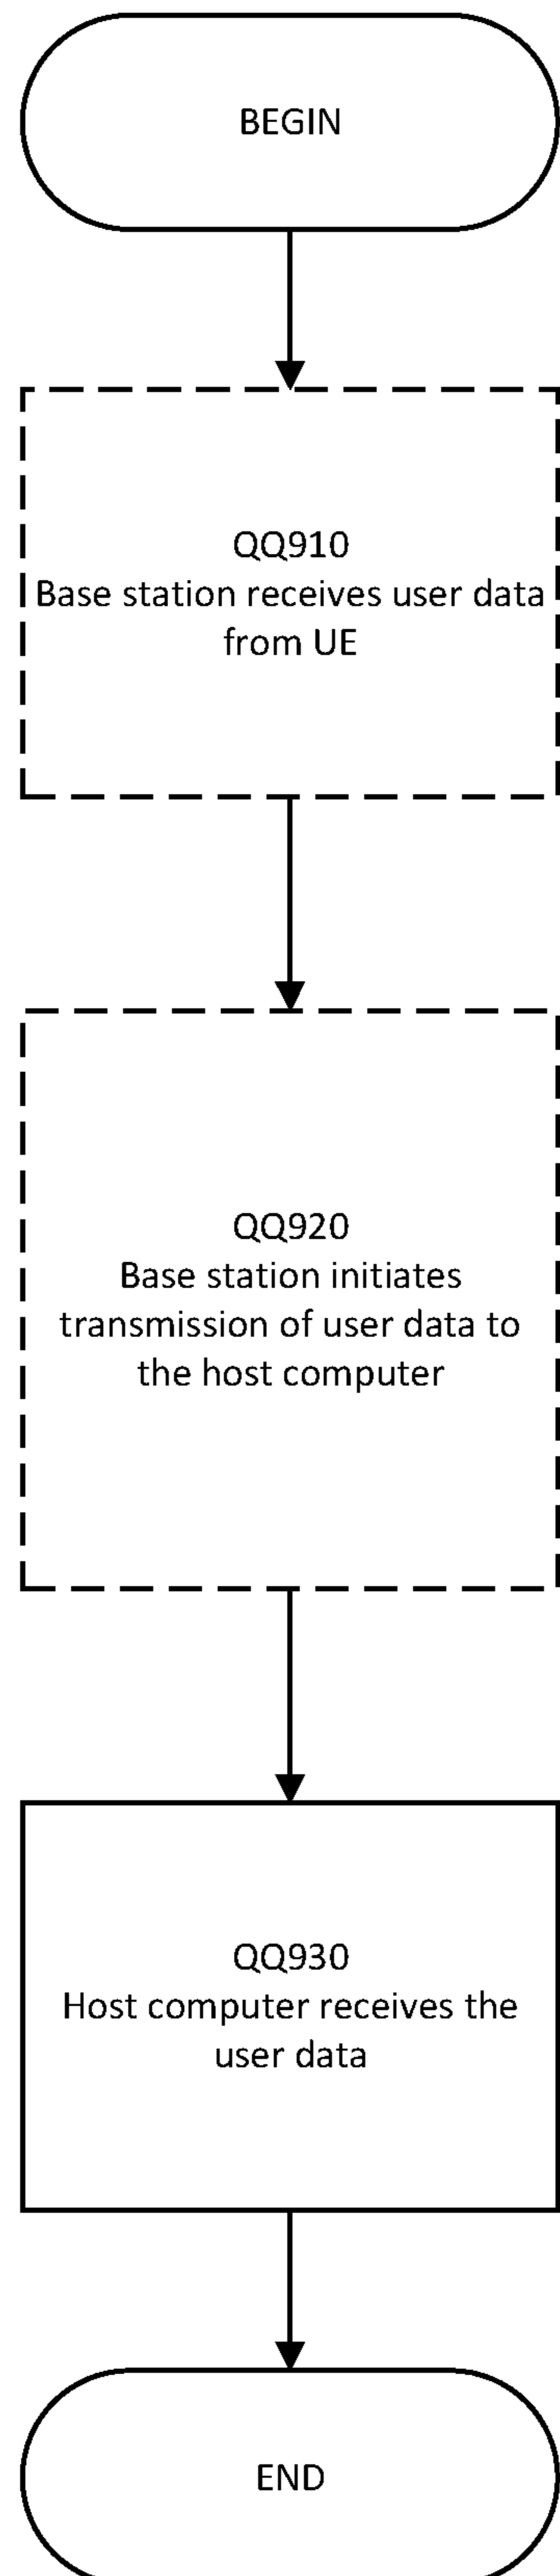 BEGIN
QQ910
Base station receives user data
from UE
QQ920
Base station initiates
transmission of user data to
the host computer
QQ930
Host computer receives the
user data
END